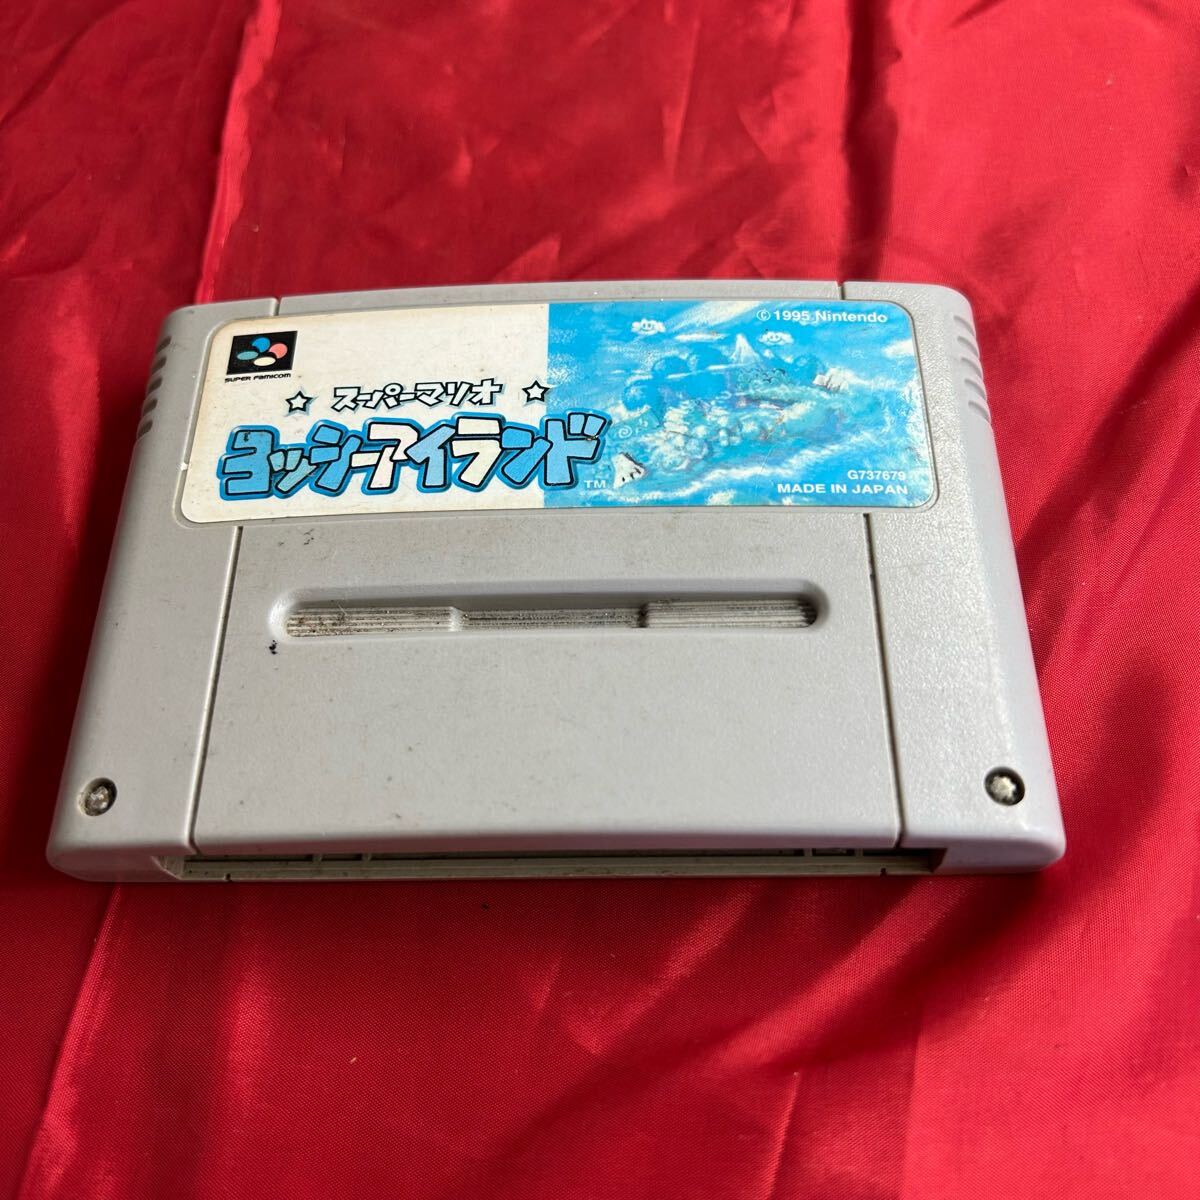 © 1995 Nintendo
SUPER FAMICOM
スーパーマリオ
ヨッシーアイランド TM
G737679
MADE IN JAPAN